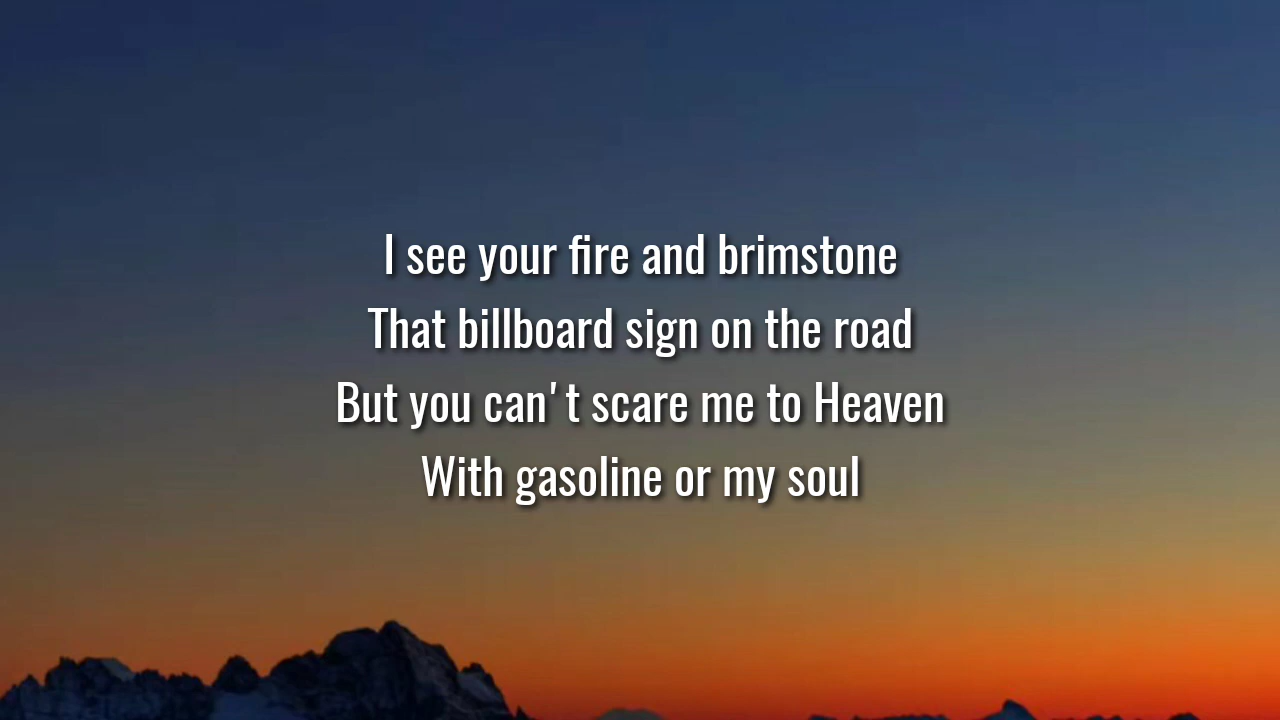 I see your fire and brimstone
That billboard sign on the road
But you can't scare me to Heaven
With gasoline or my soul